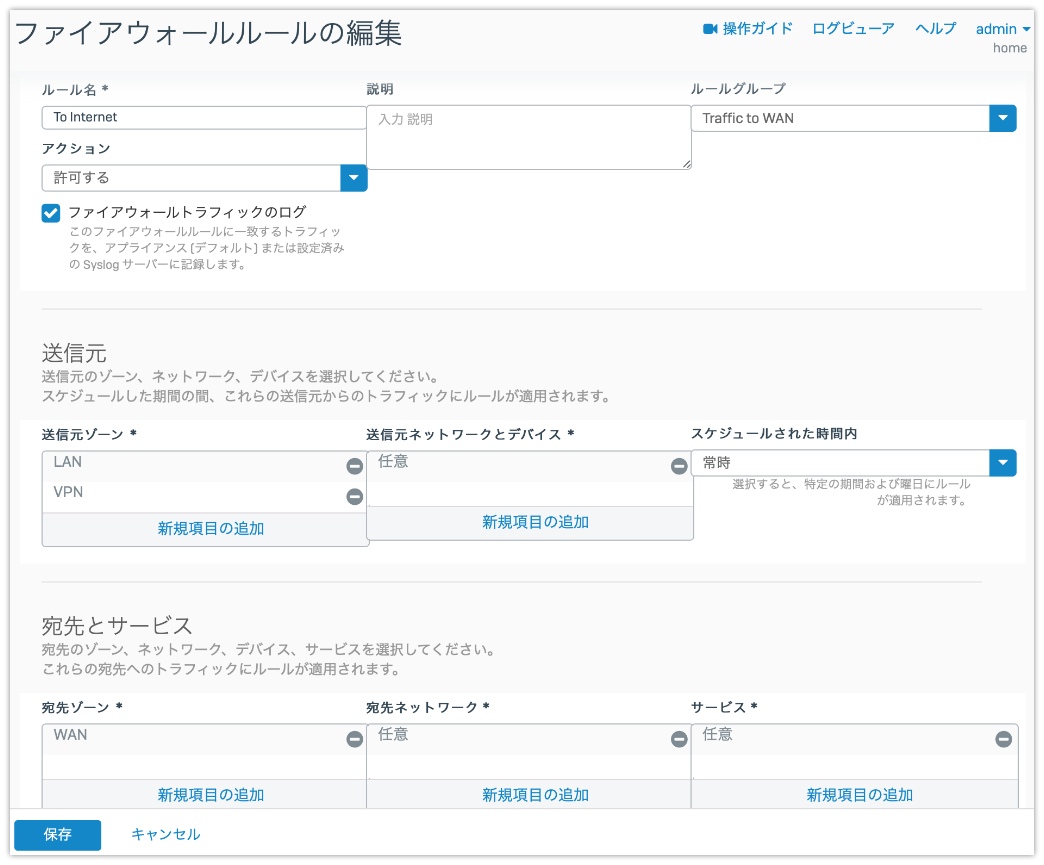 ファイアウォールルールの編集
操作ガイド
ログビューア
ヘルプ
admin
home
ルール名 *
To Internet
説明
入力 説明
ルールグループ
Traffic to WAN
アクション
許可する
ファイアウォールトラフィックのログ
このファイアウォールルールに一致するトラフィッ
クを、アプライアンス (デフォルト) または設定済み
の Syslog サーバーに記録します。
送信元
送信元のゾーン、ネットワーク、デバイスを選択してください。
スケジュールした期間の間、これらの送信元からのトラフィックにルールが適用されます。
送信元ゾーン *
LAN
VPN
新規項目の追加
送信元ネットワークとデバイス *
任意
新規項目の追加
スケジュールされた時間内
常時
選択すると、特定の期間および曜日にルール
が適用されます。
宛先とサービス
宛先のゾーン、ネットワーク、デバイス、サービスを選択してください。
これらの宛先へのトラフィックにルールが適用されます。
宛先ゾーン *
WAN
新規項目の追加
宛先ネットワーク *
任意
新規項目の追加
サービス *
任意
新規項目の追加
保存
キャンセル